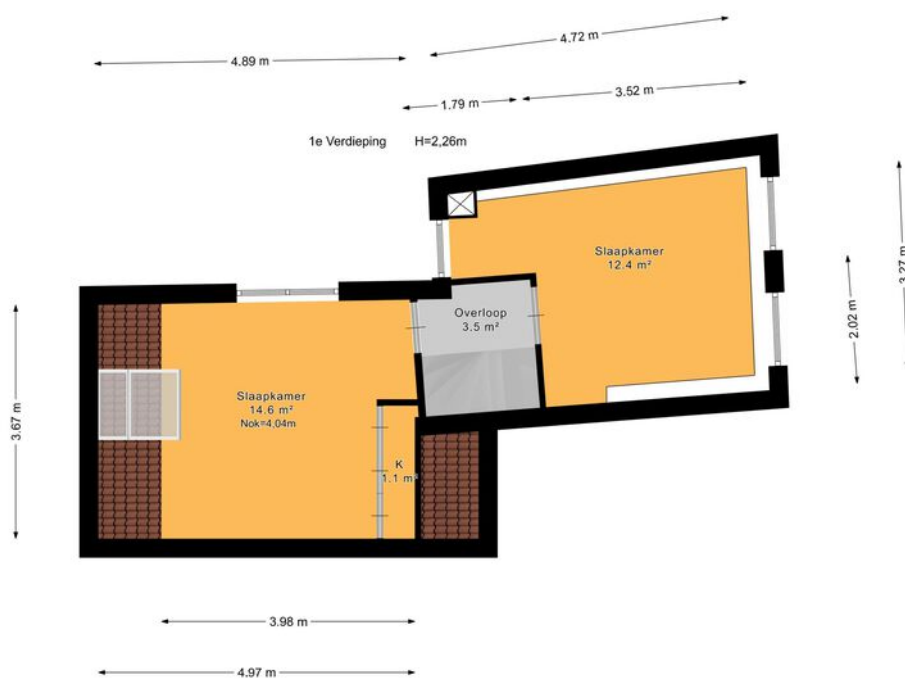 4.72 m
4.89 m
3.52 m
1.79 m
1e Verdieping H=2,26m
Slaapkamer
12.4 m²
3.27 m
2.02 m
Overloop
3.5 m²
Slaapkamer
14.6 m²
Nok=4,04m
3.67 m
K
1.1 m²
3.98 m
4.97 m